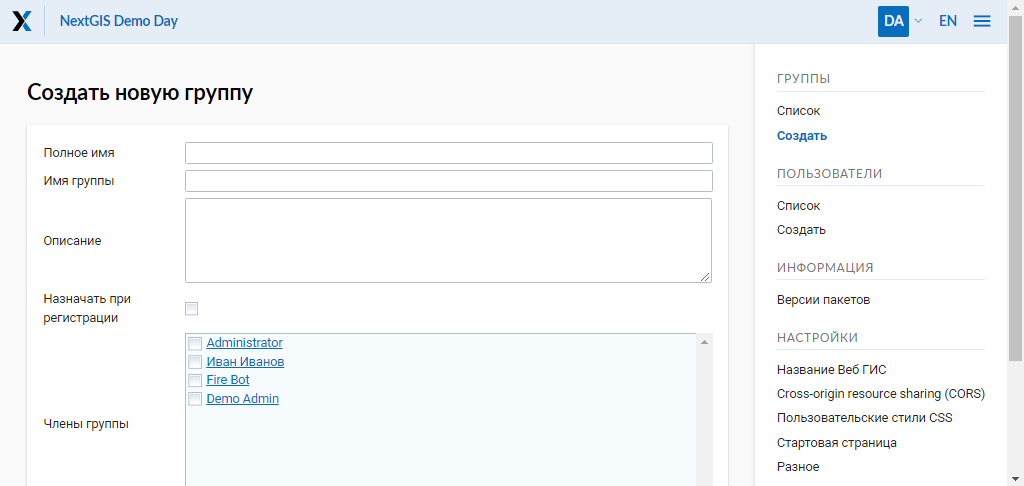 NextGIS Demo Day
DA
EN
Создать новую группу
Полное имя
Имя группы
Описание
Назначать при
регистрации
Члены группы
Administrator
Иван Иванов
Fire Bot
Demo Admin
ГРУППЫ
Список
Создать
ПОЛЬЗОВАТЕЛИ
Список
Создать
ИНФОРМАЦИЯ
Версии пакетов
НАСТРОЙКИ
Название Веб ГИС
Cross-origin resource sharing (CORS)
Пользовательские стили CSS
Стартовая страница
Разное